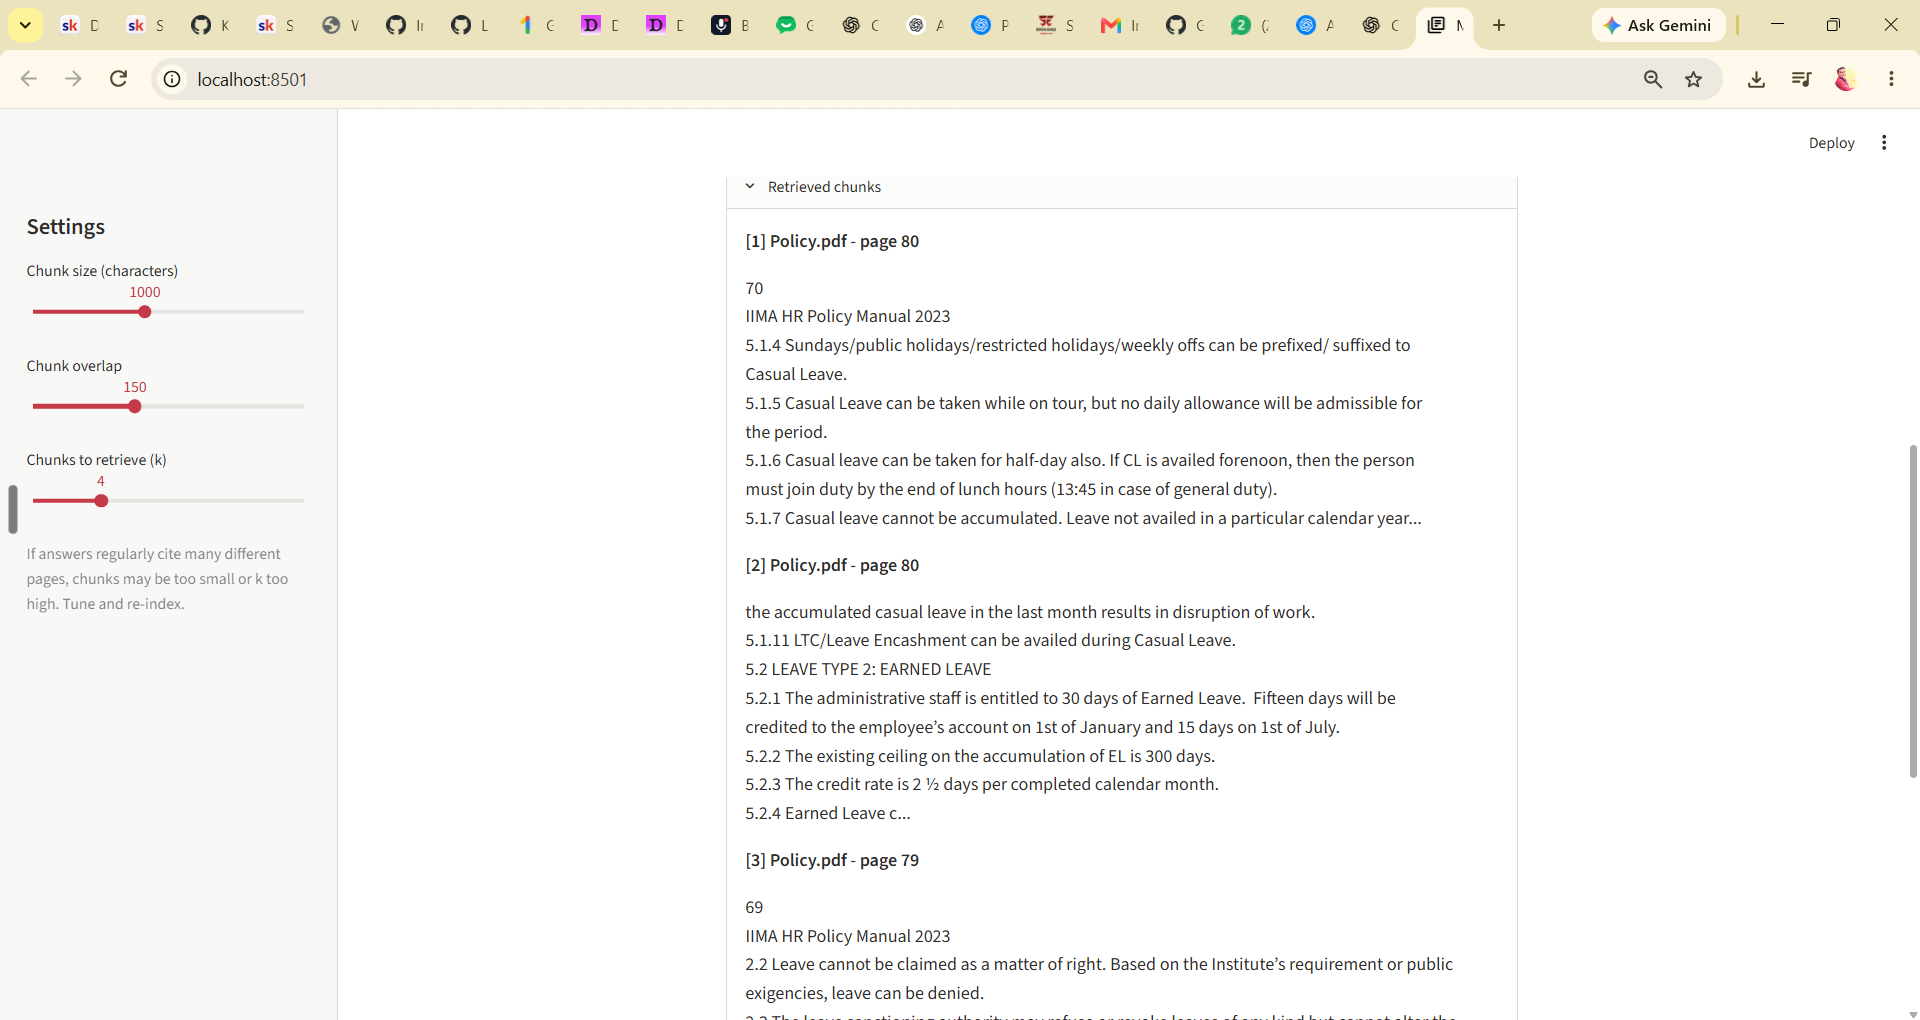 sk D
sk S
K
sk S
V
Ir
L
C
D
D
D
D
B
C
C
A
P
S
Ir
C
2 (2
A
C
N
Ask Gemini
localhost:8501
Deploy
Settings
Chunk size (characters)
1000
Chunk overlap
150
Chunks to retrieve (k)
4
If answers regularly cite many different
pages, chunks may be too small or k too
high. Tune and re-index.
Retrieved chunks
[1] Policy.pdf - page 80
70
IIMA HR Policy Manual 2023
5.1.4 Sundays/public holidays/restricted holidays/weekly offs can be prefixed/ suffixed to
Casual Leave.
5.1.5 Casual Leave can be taken while on tour, but no daily allowance will be admissible for
the period.
5.1.6 Casual leave can be taken for half-day also. If CL is availed forenoon, then the person
must join duty by the end of lunch hours (13:45 in case of general duty).
5.1.7 Casual leave cannot be accumulated. Leave not availed in a particular calendar year...
[2] Policy.pdf - page 80
the accumulated casual leave in the last month results in disruption of work.
5.1.11 LTC/Leave Encashment can be availed during Casual Leave.
5.2 LEAVE TYPE 2: EARNED LEAVE
5.2.1 The administrative staff is entitled to 30 days of Earned Leave.  Fifteen days will be
credited to the employee’s account on 1st of January and 15 days on 1st of July.
5.2.2 The existing ceiling on the accumulation of EL is 300 days.
5.2.3 The credit rate is 2 ½ days per completed calendar month.
5.2.4 Earned Leave c...
[3] Policy.pdf - page 79
69
IIMA HR Policy Manual 2023
2.2 Leave cannot be claimed as a matter of right. Based on the Institute’s requirement or public
exigencies, leave can be denied.